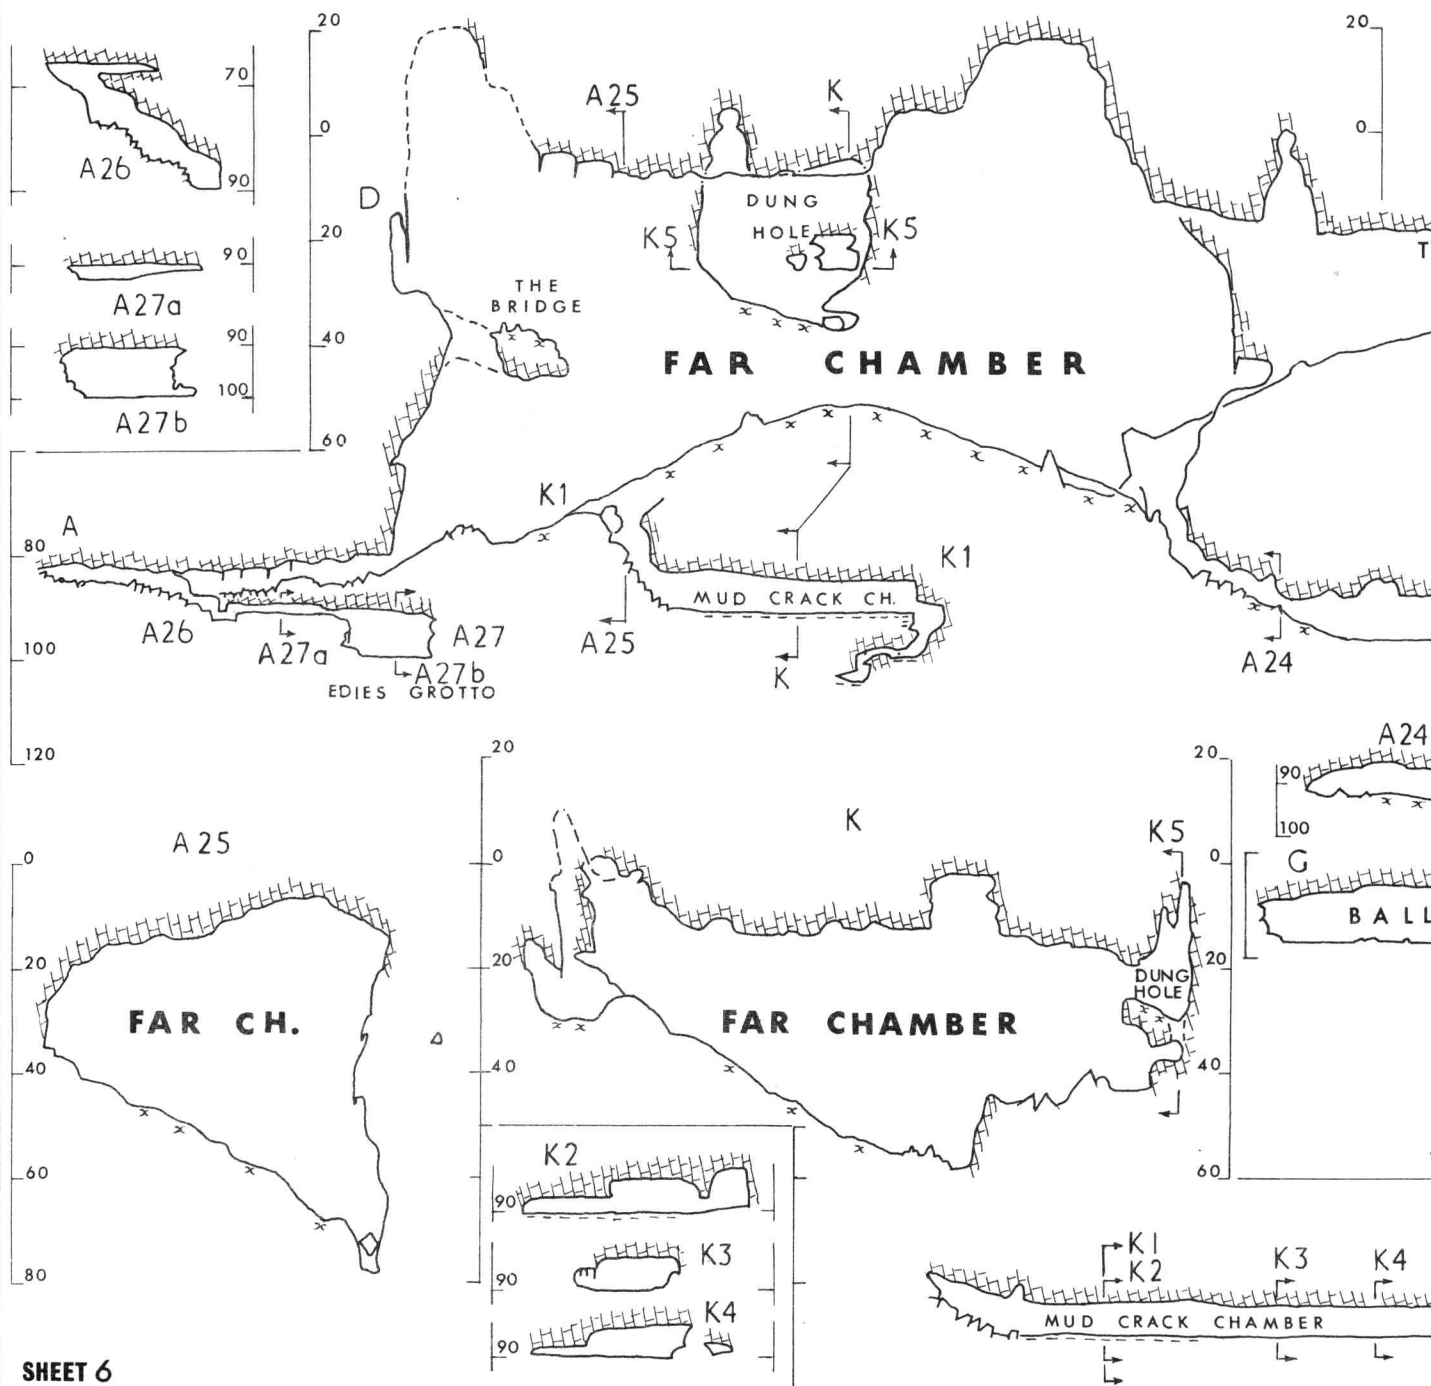 20
20
0
0
70
90
A26
90
A27a
90
100
A27b
D
20
40
60
A25
K
DUNG
HOLE
K5
K5
THE
BRIDGE
FAR CHAMBER
T
A
80
100
120
K1
K1
MUD CRACK CH.
A26
A27a
A27
A27b
EDIES GROTTO
A25
K
A24
A25
0
20
40
60
80
FAR CH.
20
0
20
40
K
K5
20
0
20
40
60
DUNG
HOLE
FAR CHAMBER
A24
90
100
G
BALL
K2
90
K3
90
K4
90
K1
K2
K3
K4
MUD CRACK CHAMBER
SHEET 6